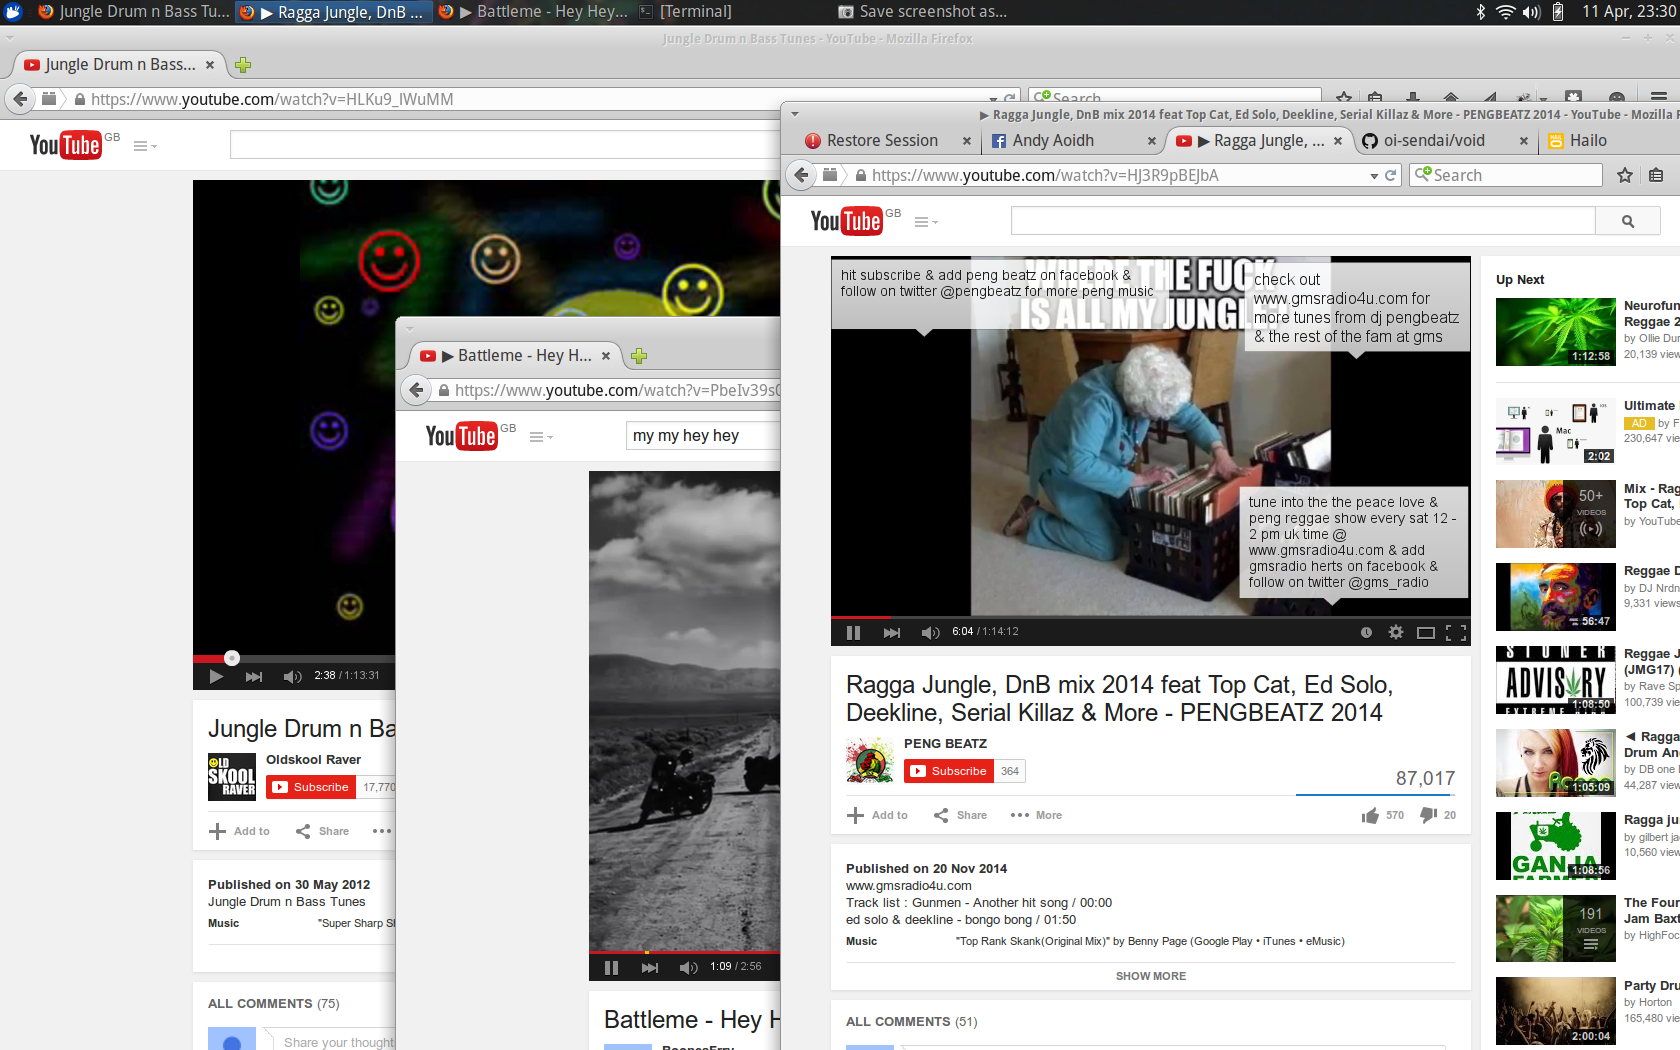 Jungle Drum n Bass Tu...
▶ Ragga Jungle, DnB ...
▶ Battleme - Hey Hey...
[Terminal]
Save screenshot as...
11 Apr, 23:30
Jungle Drum n Bass Tunes - YouTube - Mozilla Firefox
Jungle Drum n Bass...
https://www.youtube.com/watch?v=HLKu9_IWuMM
Search
YouTube GB
2:38 / 1:13:31
Jungle Drum n Ba
Oldskool Raver
OLD
SKOOL
RAVER
Subscribe
17,770
Add to
Share
Published on 30 May 2012
Jungle Drum n Bass Tunes
Music "Super Sharp S
ALL COMMENTS (75)
Share your thought
▶ Battleme - Hey H...
https://www.youtube.com/watch?v=PbeIv39s
YouTube GB
my my hey hey
1:09 / 2:56
Battleme - Hey H
▶ Ragga Jungle, DnB mix 2014 feat Top Cat, Ed Solo, Deekline, Serial Killaz & More - PENGBEATZ 2014 - YouTube - Mozilla F
Restore Session
Andy Aoidh
▶ Ragga Jungle, ...
oi-sendai/void
Hailo
https://www.youtube.com/watch?v=HJ3R9pBEJbA
Search
YouTube GB
WHERE THE FUCK
IS ALL MY JUNGLE
hit subscribe & add peng beatz on facebook &
follow on twitter @pengbeatz for more peng music
check out
www.gmsradio4u.com for
more tunes from dj pengbeatz
& the rest of the fam at gms
tune into the the peace love &
peng reggae show every sat 12 -
2 pm uk time @
www.gmsradio4u.com & add
gmsradio herts on facebook &
follow on twitter @gms_radio
6:04 / 1:14:12
Ragga Jungle, DnB mix 2014 feat Top Cat, Ed Solo,
Deekline, Serial Killaz & More - PENGBEATZ 2014
PENG BEATZ
Subscribe
364
87,017
Add to
Share
More
570
20
Published on 20 Nov 2014
www.gmsradio4u.com
Track list : Gunmen - Another hit song / 00:00
ed solo & deekline - bongo bong / 01:50
Music "Top Rank Skank(Original Mix)" by Benny Page (Google Play • iTunes • eMusic)
SHOW MORE
ALL COMMENTS (51)
Up Next
1:12:58
Neurofun
Reggae 2
by Ollie Dur
20,139 view
Mac
2:02
Ultimate
AD by F
230,647 vie
50+
VIDEOS
Mix - Rag
Top Cat,
by YouTube
56:47
Reggae D
by DJ Nrdn
9,331 views
STONER
ADVISORY
EXTREME
1:08:50
Reggae J
(JMG17) (
by Rave Sp
100,739 vie
1:05:09
◄ Ragga
Drum An
by DB one
44,287 view
GANJA
FARMER
1:08:56
Ragga ju
by gilbert ja
10,560 view
191
VIDEOS
The Four
Jam Baxt
by HighFoc
2:00:04
Party Dru
by Horton
165,480 vie